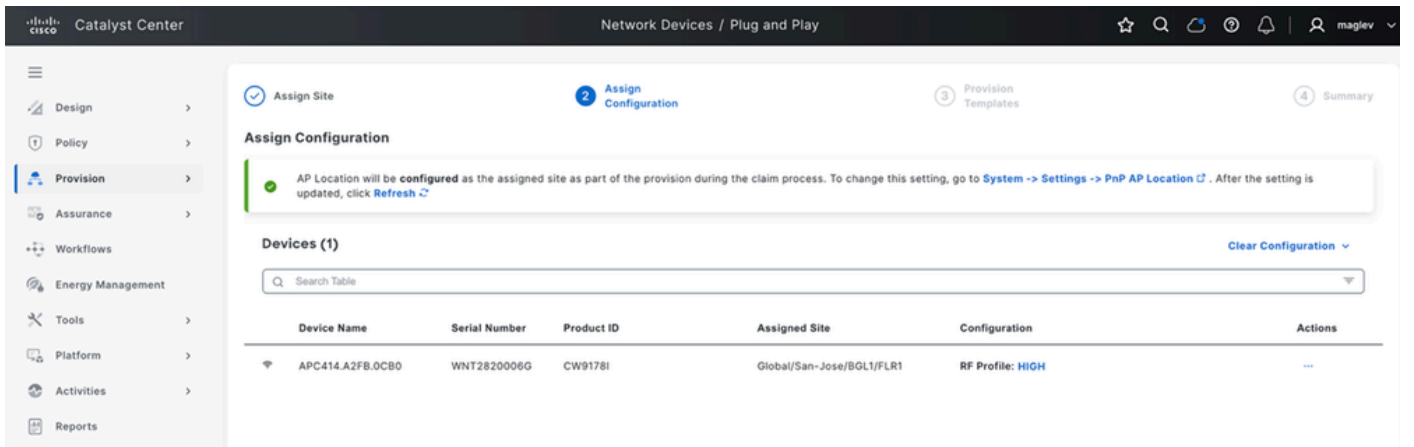 cisco Catalyst Center Network Devices / Plug and Play maglev
Design
Policy
Provision
Assurance
Workflows
Energy Management
Tools
Platform
Activities
Reports
Assign Site
2 Assign
Configuration
3 Provision
Templates
4 Summary
Assign Configuration
AP Location will be configured as the assigned site as part of the provision during the claim process. To change this setting, go to System -> Settings -> PnP AP Location . After the setting is
updated, click Refresh
Devices (1) Clear Configuration
Search Table
Device Name Serial Number Product ID Assigned Site Configuration Actions
APC414.A2FB.0CB0 WNT2820006G CW9178I Global/San-Jose/BGL1/FLR1 RF Profile: HIGH ...